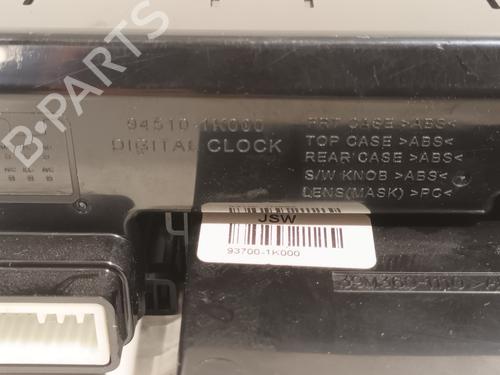 B-PARTS
94510-1K000
DIGITAL CLOCK
FRT CASE >ABS<
TOP CASE >ABS<
REAR CASE >ABS<
S/W KNOB >ABS<
LENS(MASK) >PC<
JSW
93700-1K000